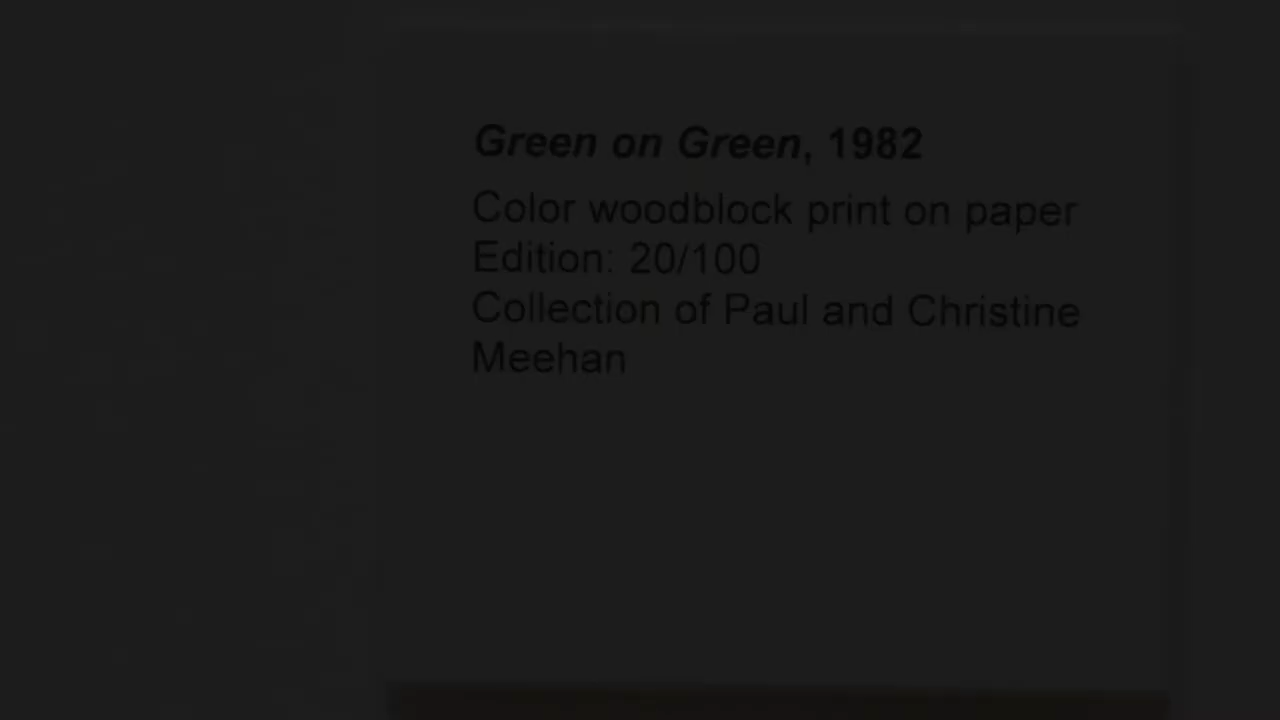 Green on Green, 1982
Color woodblock print on paper
Edition: 20/100
Collection of Paul and Christine
Meehan